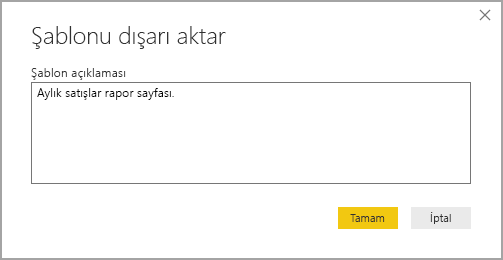 Şablonu dışarı aktar
Şablon açıklaması
Aylık satışlar rapor sayfası.
Tamam
İptal